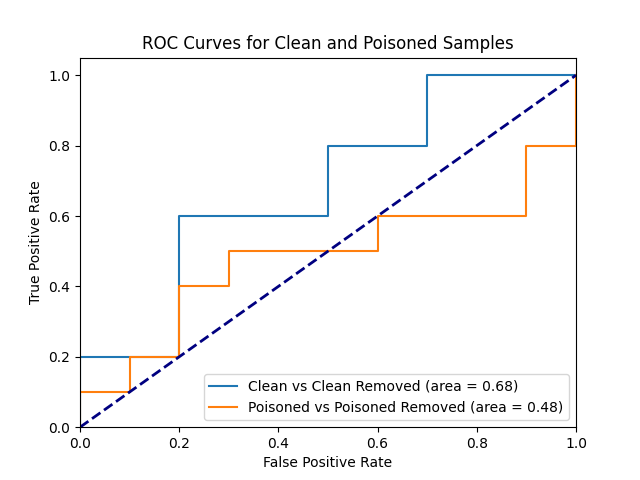 ROC Curves for Clean and Poisoned Samples
1.0
0.8
0.6
0.4
0.2
0.0
True Positive Rate
Clean vs Clean Removed (area = 0.68)
Poisoned vs Poisoned Removed (area = 0.48)
0.0 0.2 0.4 0.6 0.8 1.0
False Positive Rate